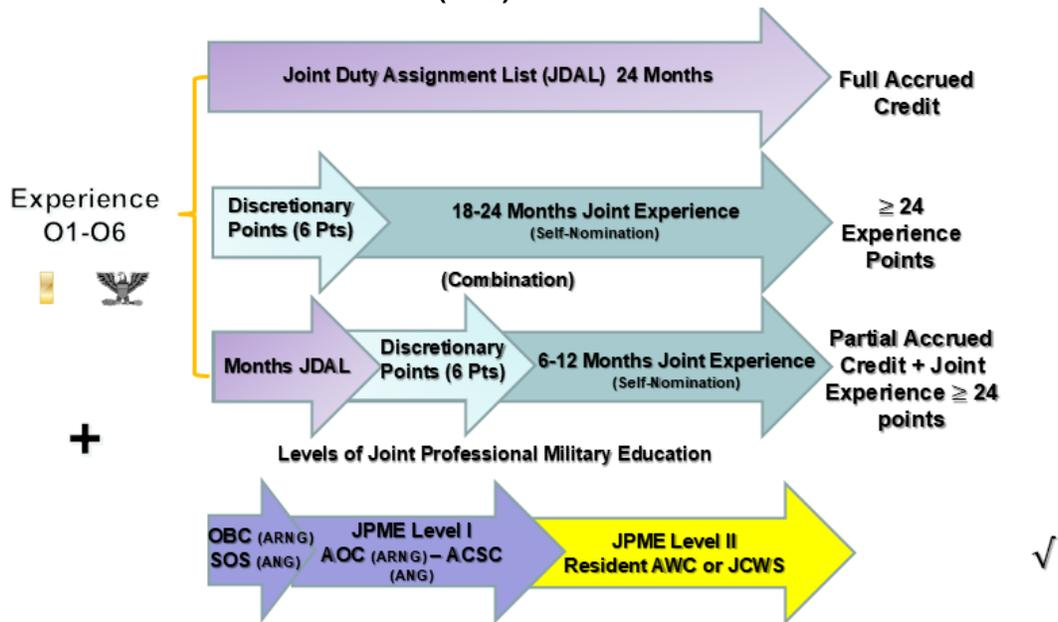 Joint Duty Assignment List (JDAL) 24 Months
Full Accrued
Credit
Experience
O1-O6
Discretionary
Points (6 Pts)
18-24 Months Joint Experience
(Self-Nomination)
≥ 24
Experience
Points
(Combination)
Months JDAL
Discretionary
Points (6 Pts)
6-12 Months Joint Experience
(Self-Nomination)
Partial Accrued
Credit + Joint
Experience ≥ 24
points
+
Levels of Joint Professional Military Education
OBC (ARNG)
SOS (ANG)
JPME Level I
AOC (ARNG) – ACSC
(ANG)
JPME Level II
Resident AWC or JCWS
√